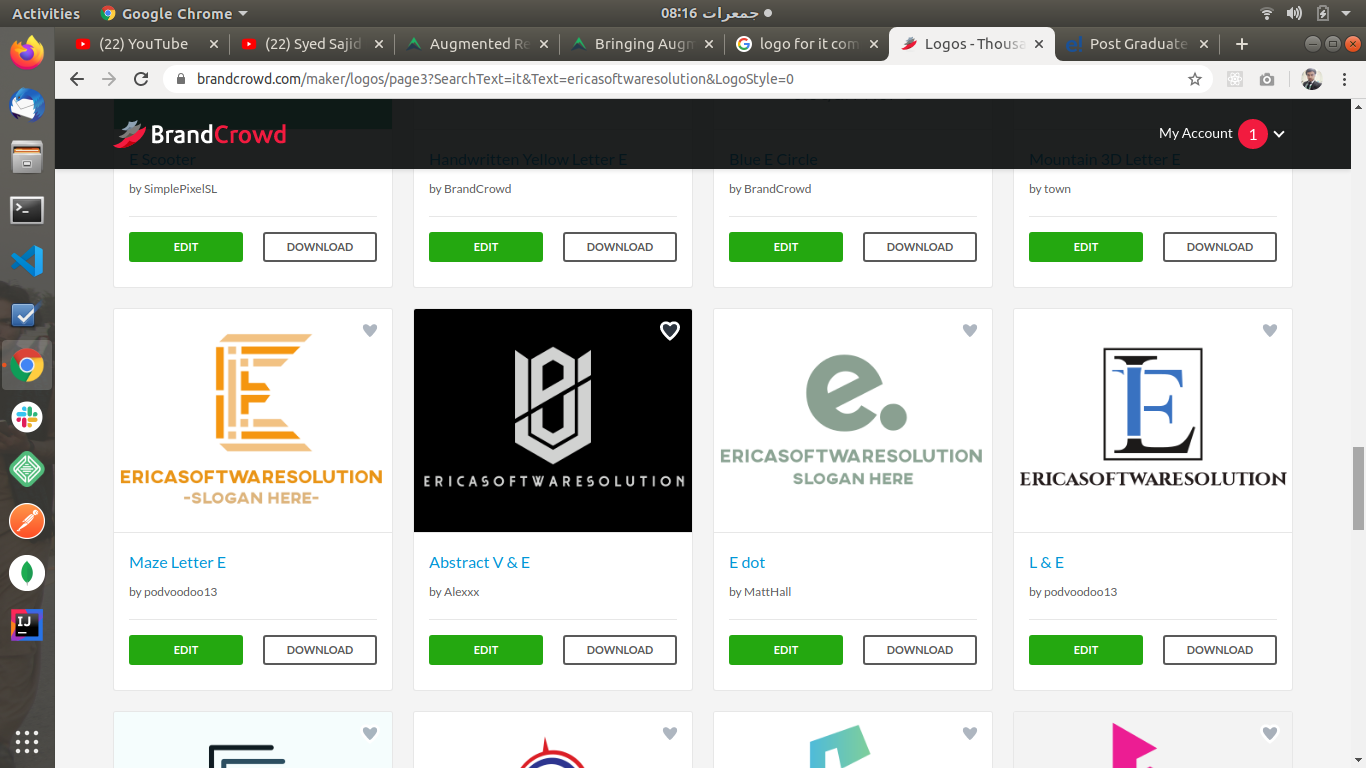 Activities
Google Chrome
08:16 جمعرات
(22) YouTube
(22) Syed Sajid
Augmented Re
Bringing Augm
logo for it com
Logos - Thousa
Post Graduate
brandcrowd.com/maker/logos/page3?SearchText=it&Text=ericasoftwaresolution&LogoStyle=0
BrandCrowd
My Account 1
E Scooter
Handwritten Yellow Letter E
Blue E Circle
Mountain 3D Letter E
by SimplePixelSL
by BrandCrowd
by BrandCrowd
by town
EDIT DOWNLOAD
EDIT DOWNLOAD
EDIT DOWNLOAD
EDIT DOWNLOAD
E
ERICASOFTWARESOLUTION
-SLOGAN HERE-
ERICASOFTWARESOLUTION
e.
ERICASOFTWARESOLUTION
SLOGAN HERE
LE
ERICASOFTWARESOLUTION
Maze Letter E
Abstract V & E
E dot
L & E
by podvoodoo13
by Alexxx
by MattHall
by podvoodoo13
EDIT DOWNLOAD
EDIT DOWNLOAD
EDIT DOWNLOAD
EDIT DOWNLOAD
IJ